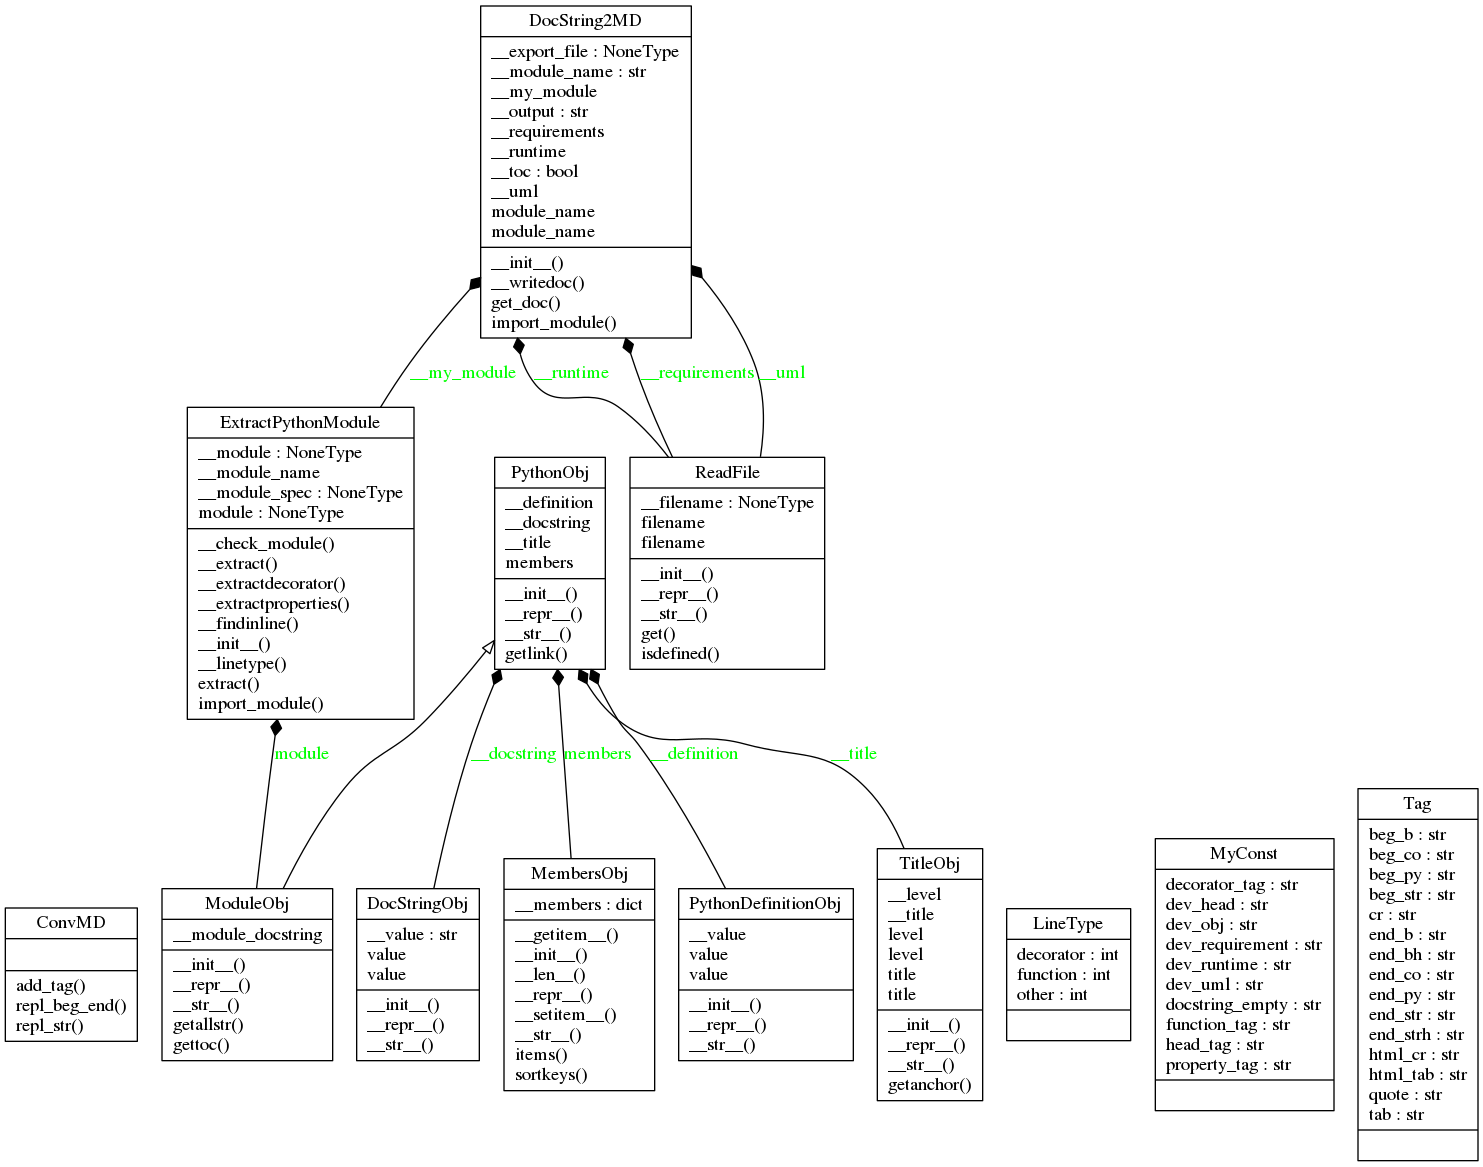 DocString2MD
__export_file : NoneType
__module_name : str
__my_module
__output : str
__requirements
__runtime
__toc : bool
__uml
module_name
module_name
__init__()
__writedoc()
get_doc()
import_module()
__my_module
__runtime
__requirements
__uml
ExtractPythonModule
__module : NoneType
__module_name
__module_spec : NoneType
module : NoneType
__check_module()
__extract()
__extractdecorator()
__extractproperties()
__findinline()
__init__()
__linetype()
extract()
import_module()
PythonObj
__definition
__docstring
__title
members
__init__()
__repr__()
__str__()
getlink()
ReadFile
__filename : NoneType
filename
filename
__init__()
__repr__()
__str__()
get()
isdefined()
module
__docstring
members
__definition
__title
ConvMD
add_tag()
repl_beg_end()
repl_str()
ModuleObj
__module_docstring
__init__()
__repr__()
__str__()
getallstr()
gettoc()
DocStringObj
__value : str
value
value
__init__()
__repr__()
__str__()
MembersObj
__members : dict
__getitem__()
__init__()
__len__()
__repr__()
__setitem__()
__str__()
items()
sortkeys()
PythonDefinitionObj
__value
value
value
__init__()
__repr__()
__str__()
TitleObj
__level
__title
level
level
title
title
__init__()
__repr__()
__str__()
getanchor()
LineType
decorator : int
function : int
other : int
MyConst
decorator_tag : str
dev_head : str
dev_obj : str
dev_requirement : str
dev_runtime : str
dev_uml : str
docstring_empty : str
function_tag : str
head_tag : str
property_tag : str
Tag
beg_b : str
beg_co : str
beg_py : str
beg_str : str
cr : str
end_b : str
end_bh : str
end_co : str
end_py : str
end_str : str
end_strh : str
html_cr : str
html_tab : str
quote : str
tab : str